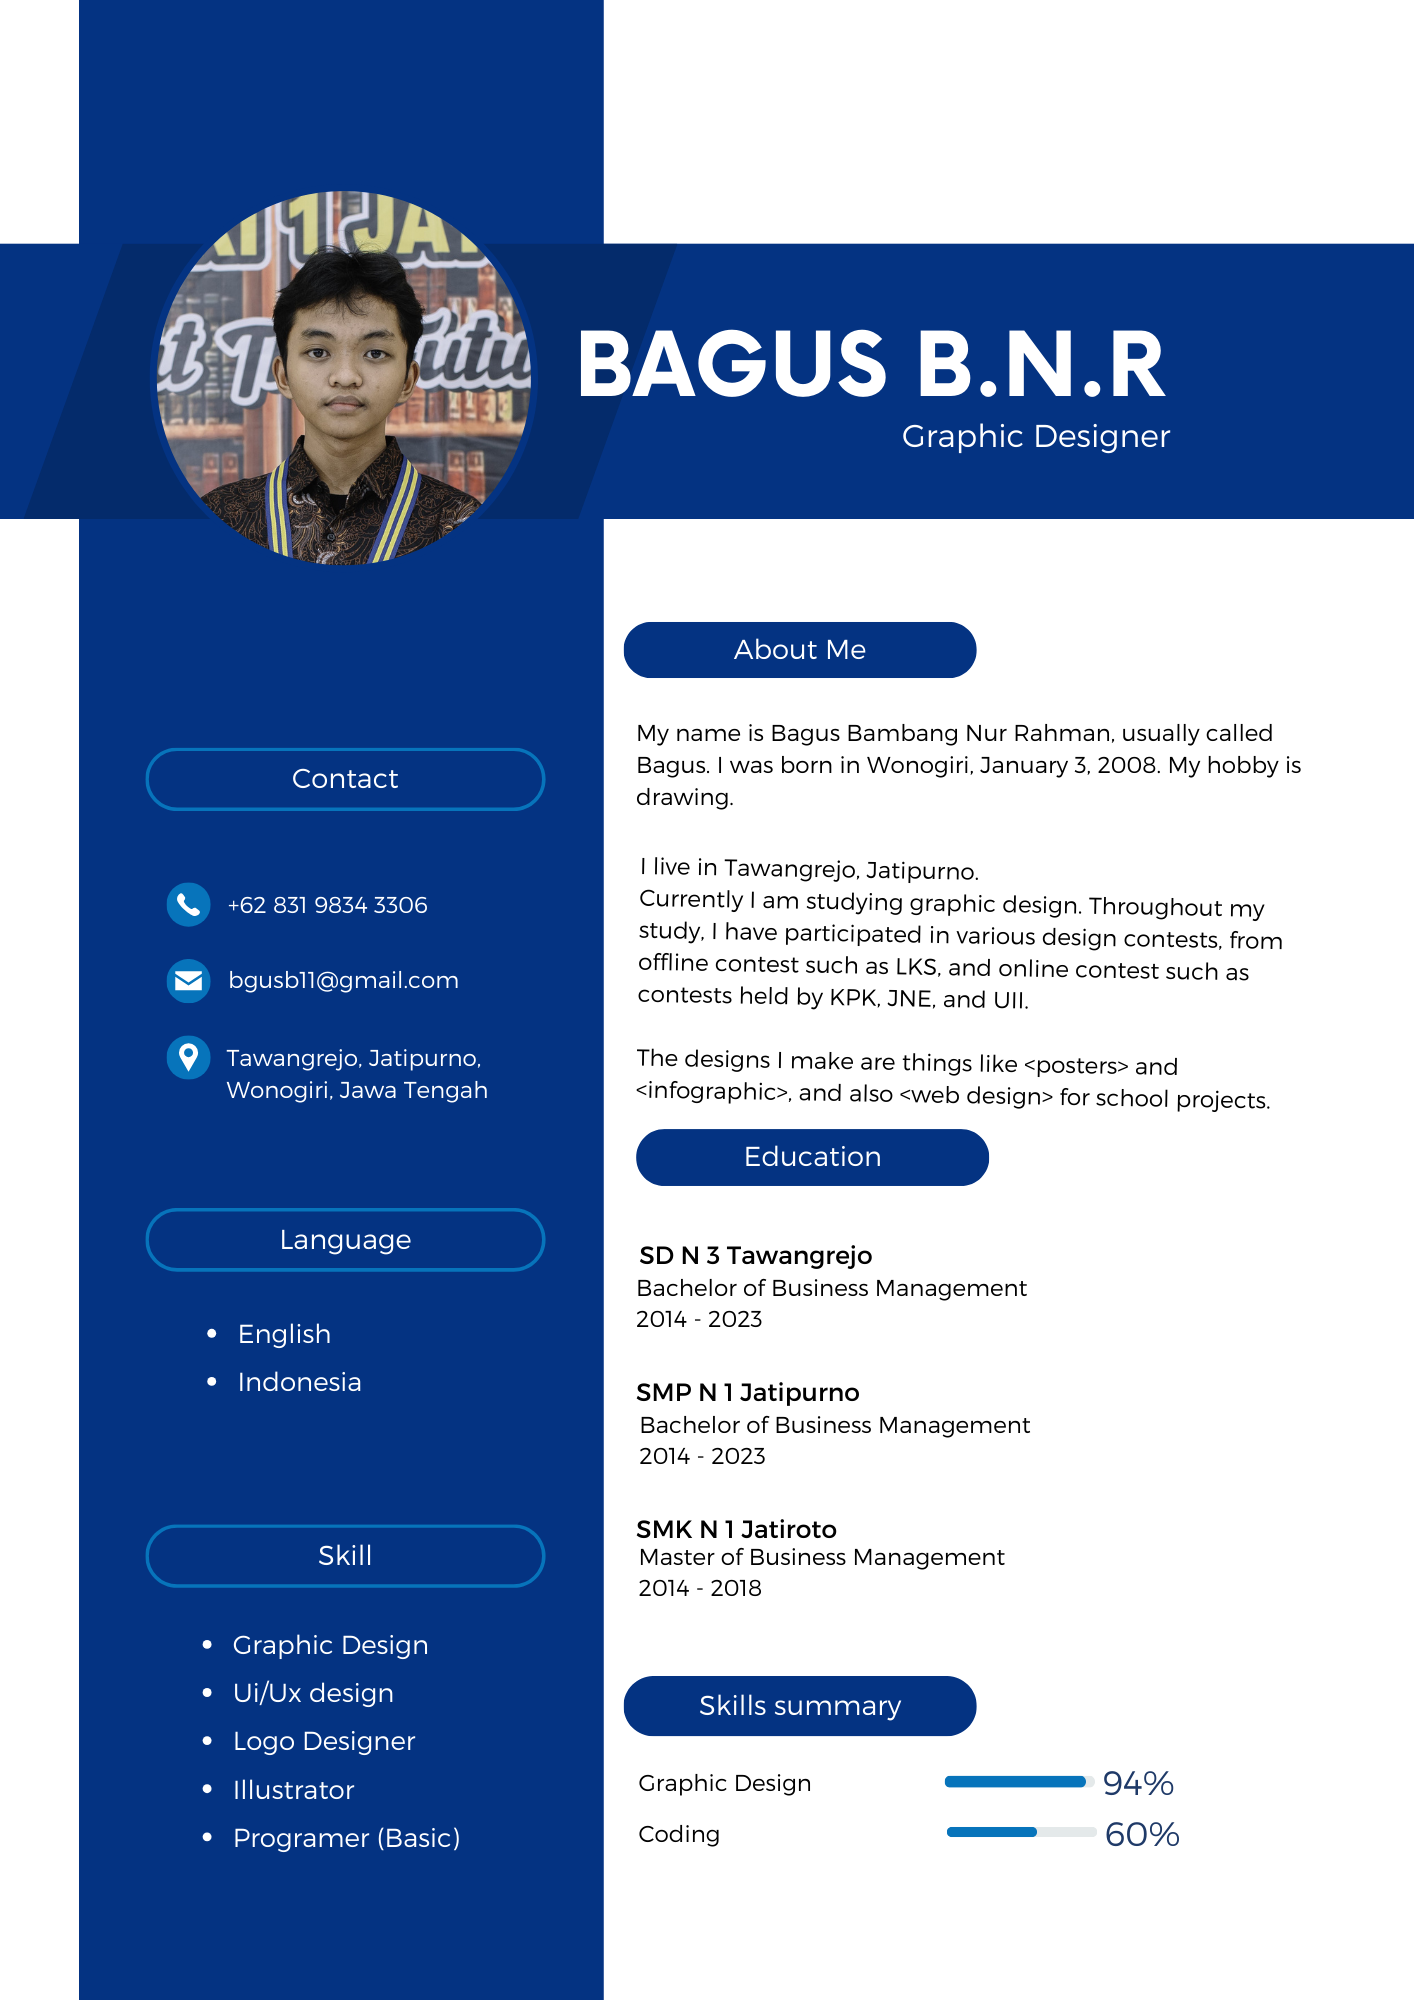 BAGUS B.N.R
Graphic Designer
Contact
+62 831 9834 3306
bgusb11@gmail.com
Tawangrejo, Jatipurno,
Wonogiri, Jawa Tengah
Language
• English
• Indonesia
Skill
• Graphic Design
• Ui/Ux design
• Logo Designer
• Illustrator
• Programer (Basic)
About Me
My name is Bagus Bambang Nur Rahman, usually called
Bagus. I was born in Wonogiri, January 3, 2008. My hobby is
drawing.
I live in Tawangrejo, Jatipurno.
Currently I am studying graphic design. Throughout my
study, I have participated in various design contests, from
offline contest such as LKS, and online contest such as
contests held by KPK, JNE, and UII.
The designs I make are things like <posters> and
<infographic>, and also <web design> for school projects.
Education
SD N 3 Tawangrejo
Bachelor of Business Management
2014 - 2023
SMP N 1 Jatipurno
Bachelor of Business Management
2014 - 2023
SMK N 1 Jatiroto
Master of Business Management
2014 - 2018
Skills summary
Graphic Design 94%
Coding 60%